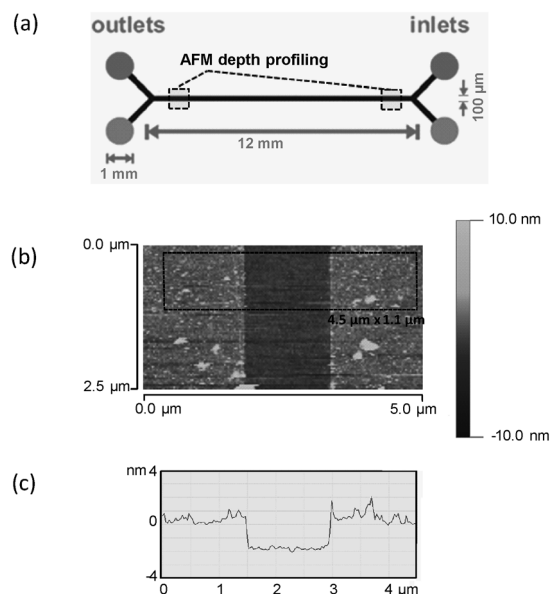 (a)
outlets
inlets
AFM depth profiling
100 µm
12 mm
1 mm
(b)
0.0 µm
2.5 µm
4.5 µm x 1.1 µm
0.0 µm
5.0 µm
10.0 nm
-10.0 nm
(c)
nm 4
0
-4
0 1 2 3 4 µm